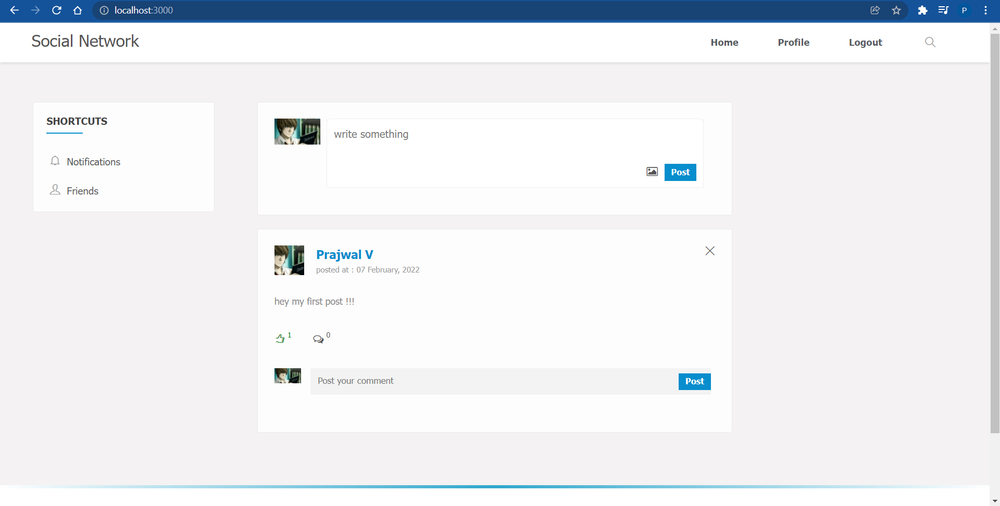 localhost:3000
P
Social Network
Home Profile Logout
SHORTCUTS
Notifications
Friends
write something
Post
Prajwal V
posted at : 07 February, 2022
hey my first post !!!
1 0
Post your comment
Post